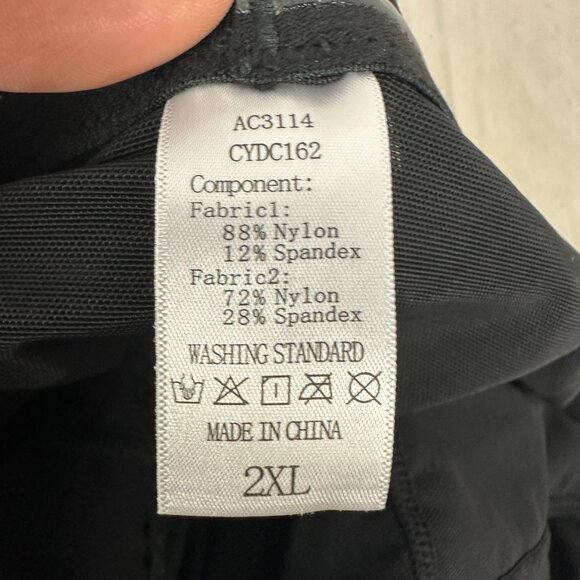 AC3114
CYDC162
Component:
Fabric1:
88% Nylon
12% Spandex
Fabric2:
72% Nylon
28% Spandex
WASHING STANDARD
MADE IN CHINA
2XL